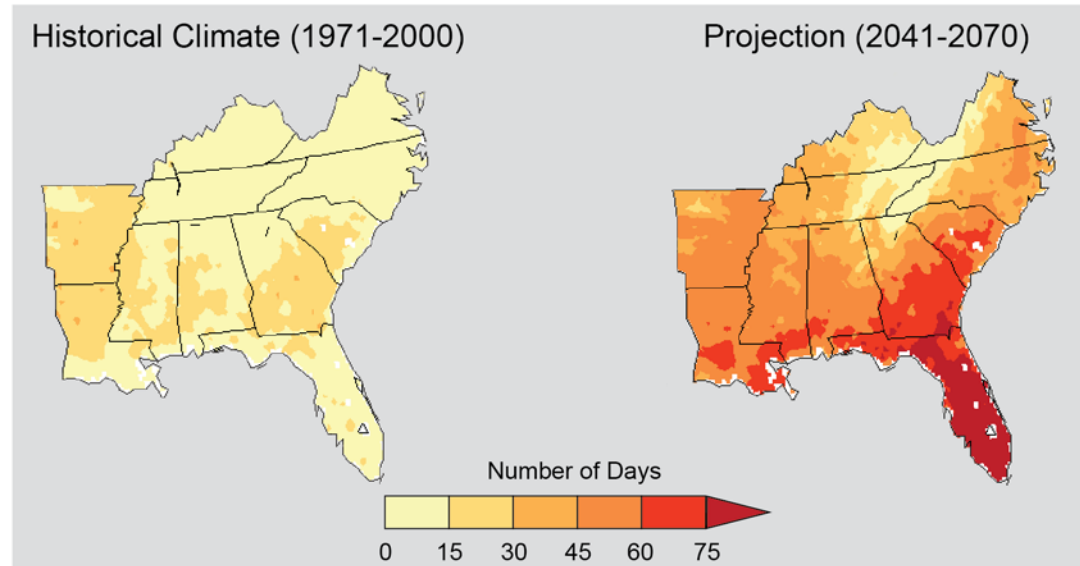 Historical Climate (1971-2000)
Projection (2041-2070)
Number of Days
0 15 30 45 60 75